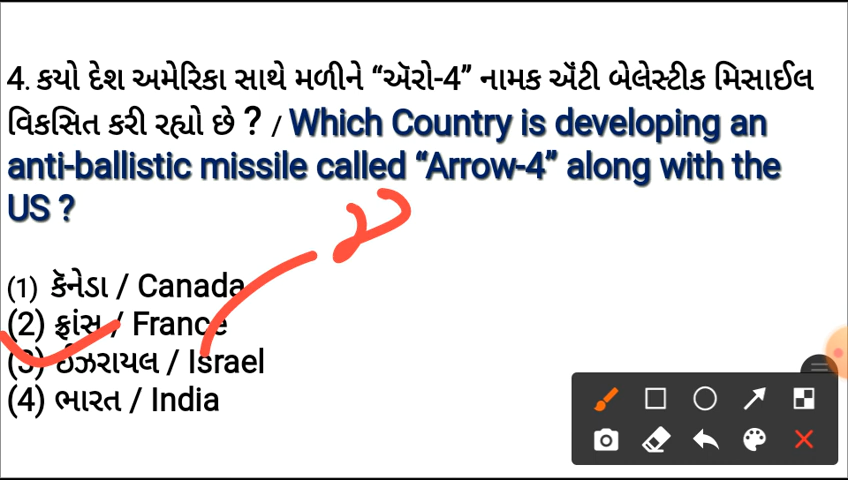 4. કયો દેશ અમેરિકા સાથે મળીને “ઍરો-4” નામક ઍંટી બેલેસ્ટીક મિસાઈલ
વિકસિત કરી રહ્યો છે ? / Which Country is developing an
anti-ballistic missile called “Arrow-4” along with the
US ?
(1) કૅનેડા / Canada
(2) ફ્રાંસ / France
(3) ઈઝરાયલ / Israel
(4) ભારત / India